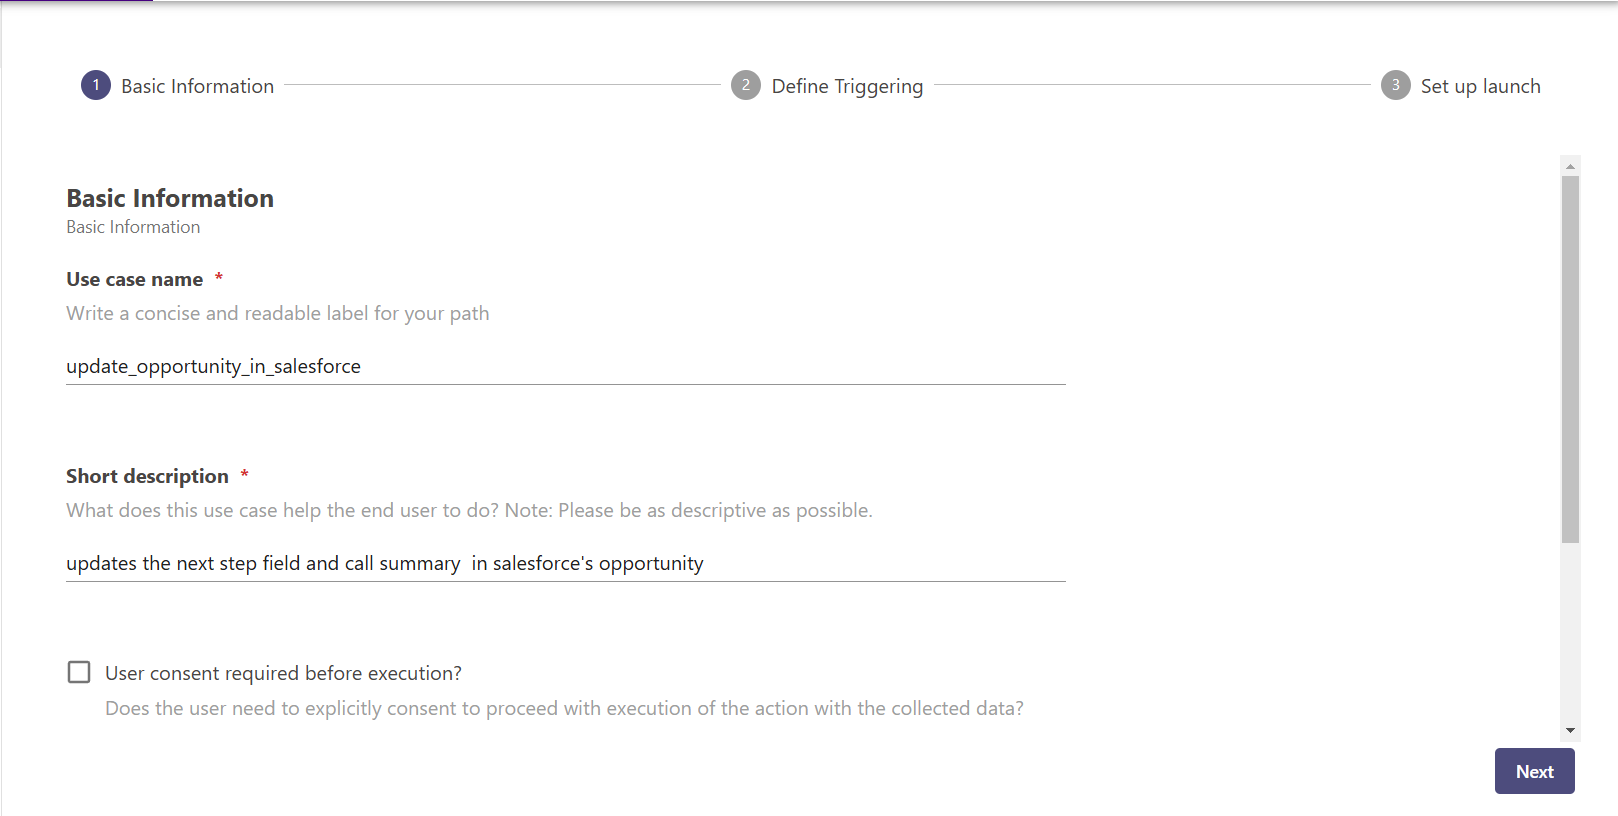 1 Basic Information 2 Define Triggering 3 Set up launch
Basic Information
Basic Information
Use case name *
Write a concise and readable label for your path
update_opportunity_in_salesforce
Short description *
What does this use case help the end user to do? Note: Please be as descriptive as possible.
updates the next step field and call summary  in salesforce's opportunity
User consent required before execution?
Does the user need to explicitly consent to proceed with execution of the action with the collected data?
Next